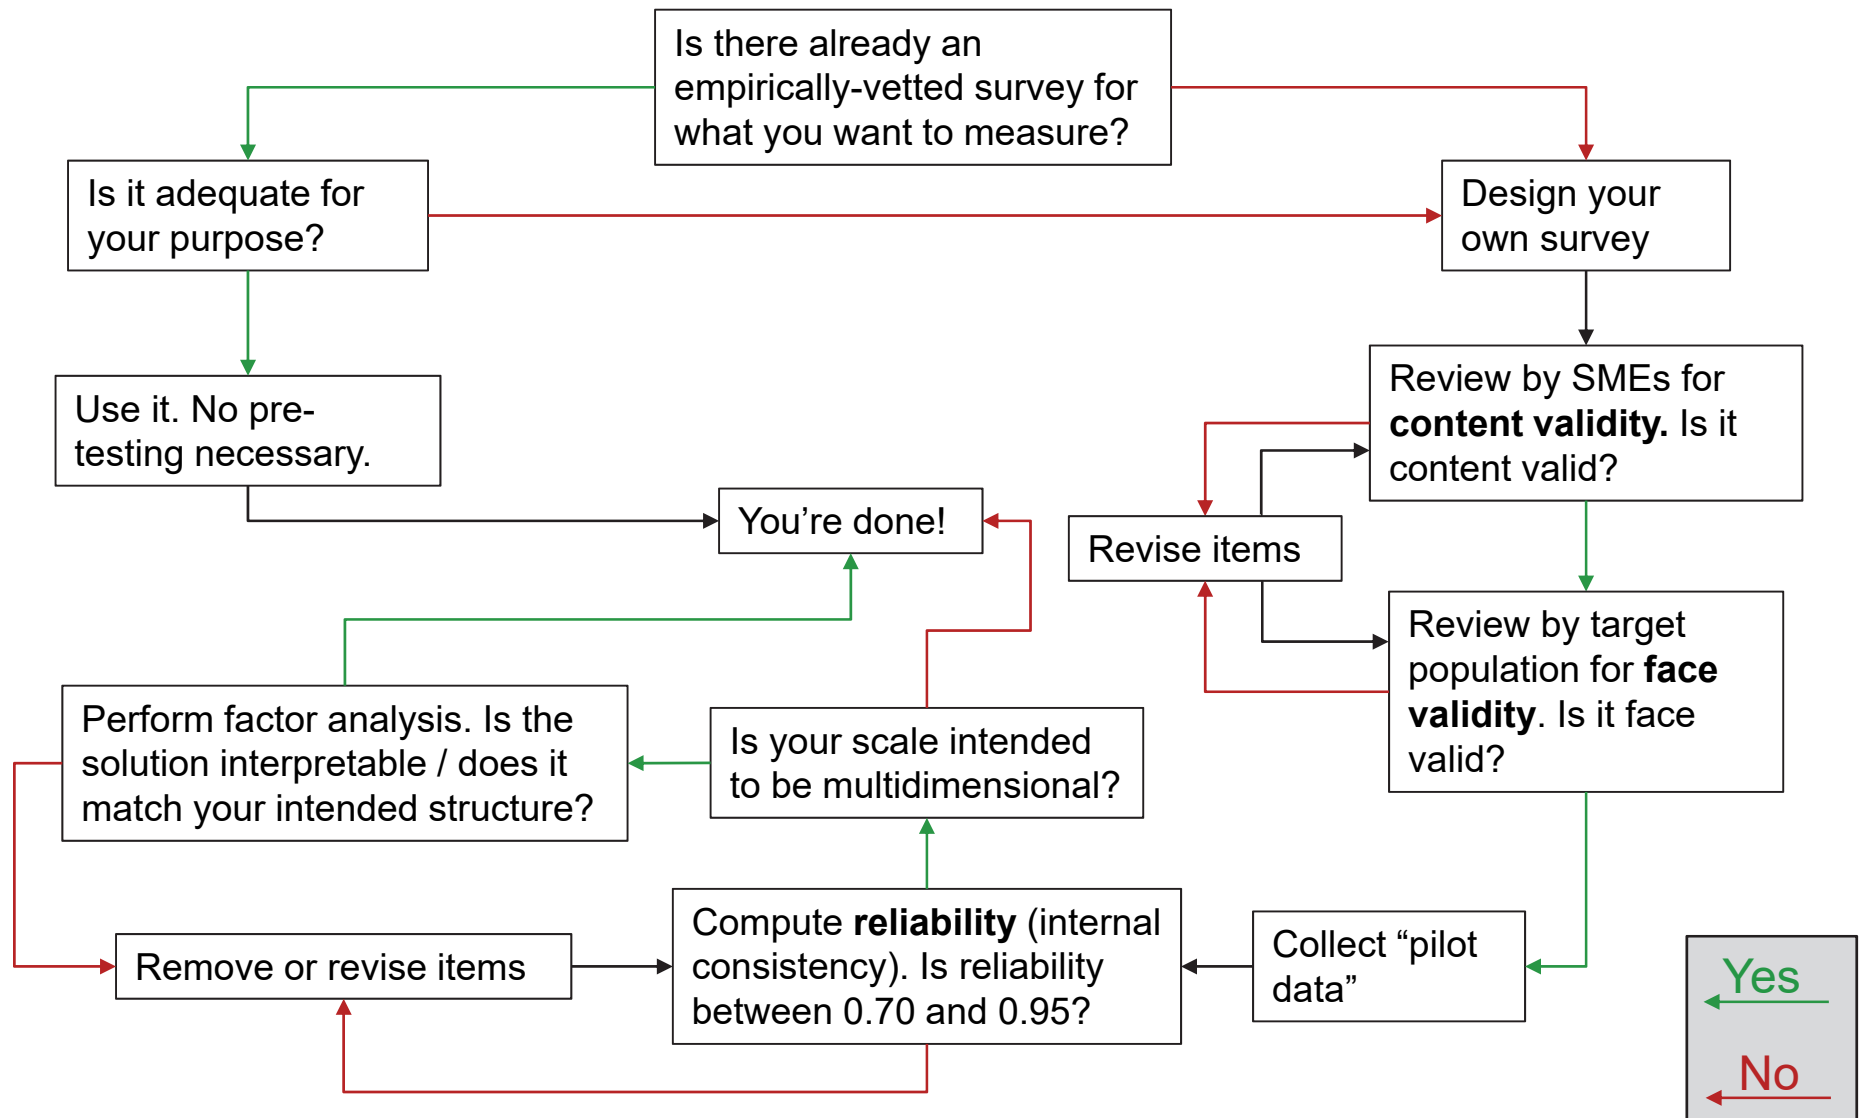 Is there already an
empirically-vetted survey for
what you want to measure?
Is it adequate for
your purpose?
Design your
own survey
Use it. No pre-
testing necessary.
Review by SMEs for
content validity. Is it
content valid?
You’re done!
Revise items
Review by target
population for face
validity. Is it face
valid?
Perform factor analysis. Is the
solution interpretable / does it
match your intended structure?
Is your scale intended
to be multidimensional?
Remove or revise items
Compute reliability (internal
consistency). Is reliability
between 0.70 and 0.95?
Collect “pilot
data”
Yes
No